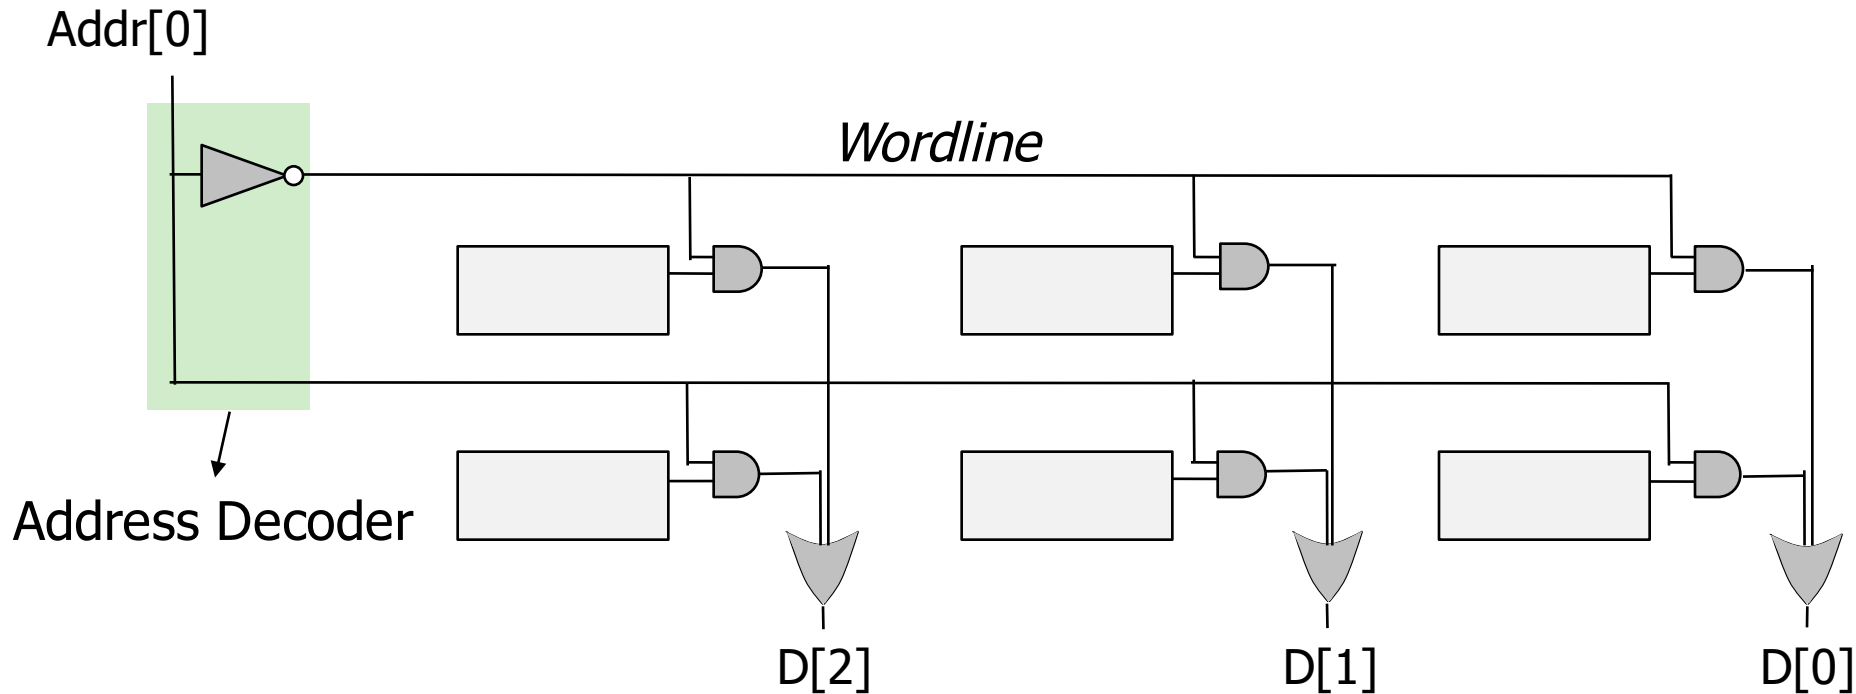 Addr[0]
Wordline
Address Decoder
D[2]
D[1]
D[0]